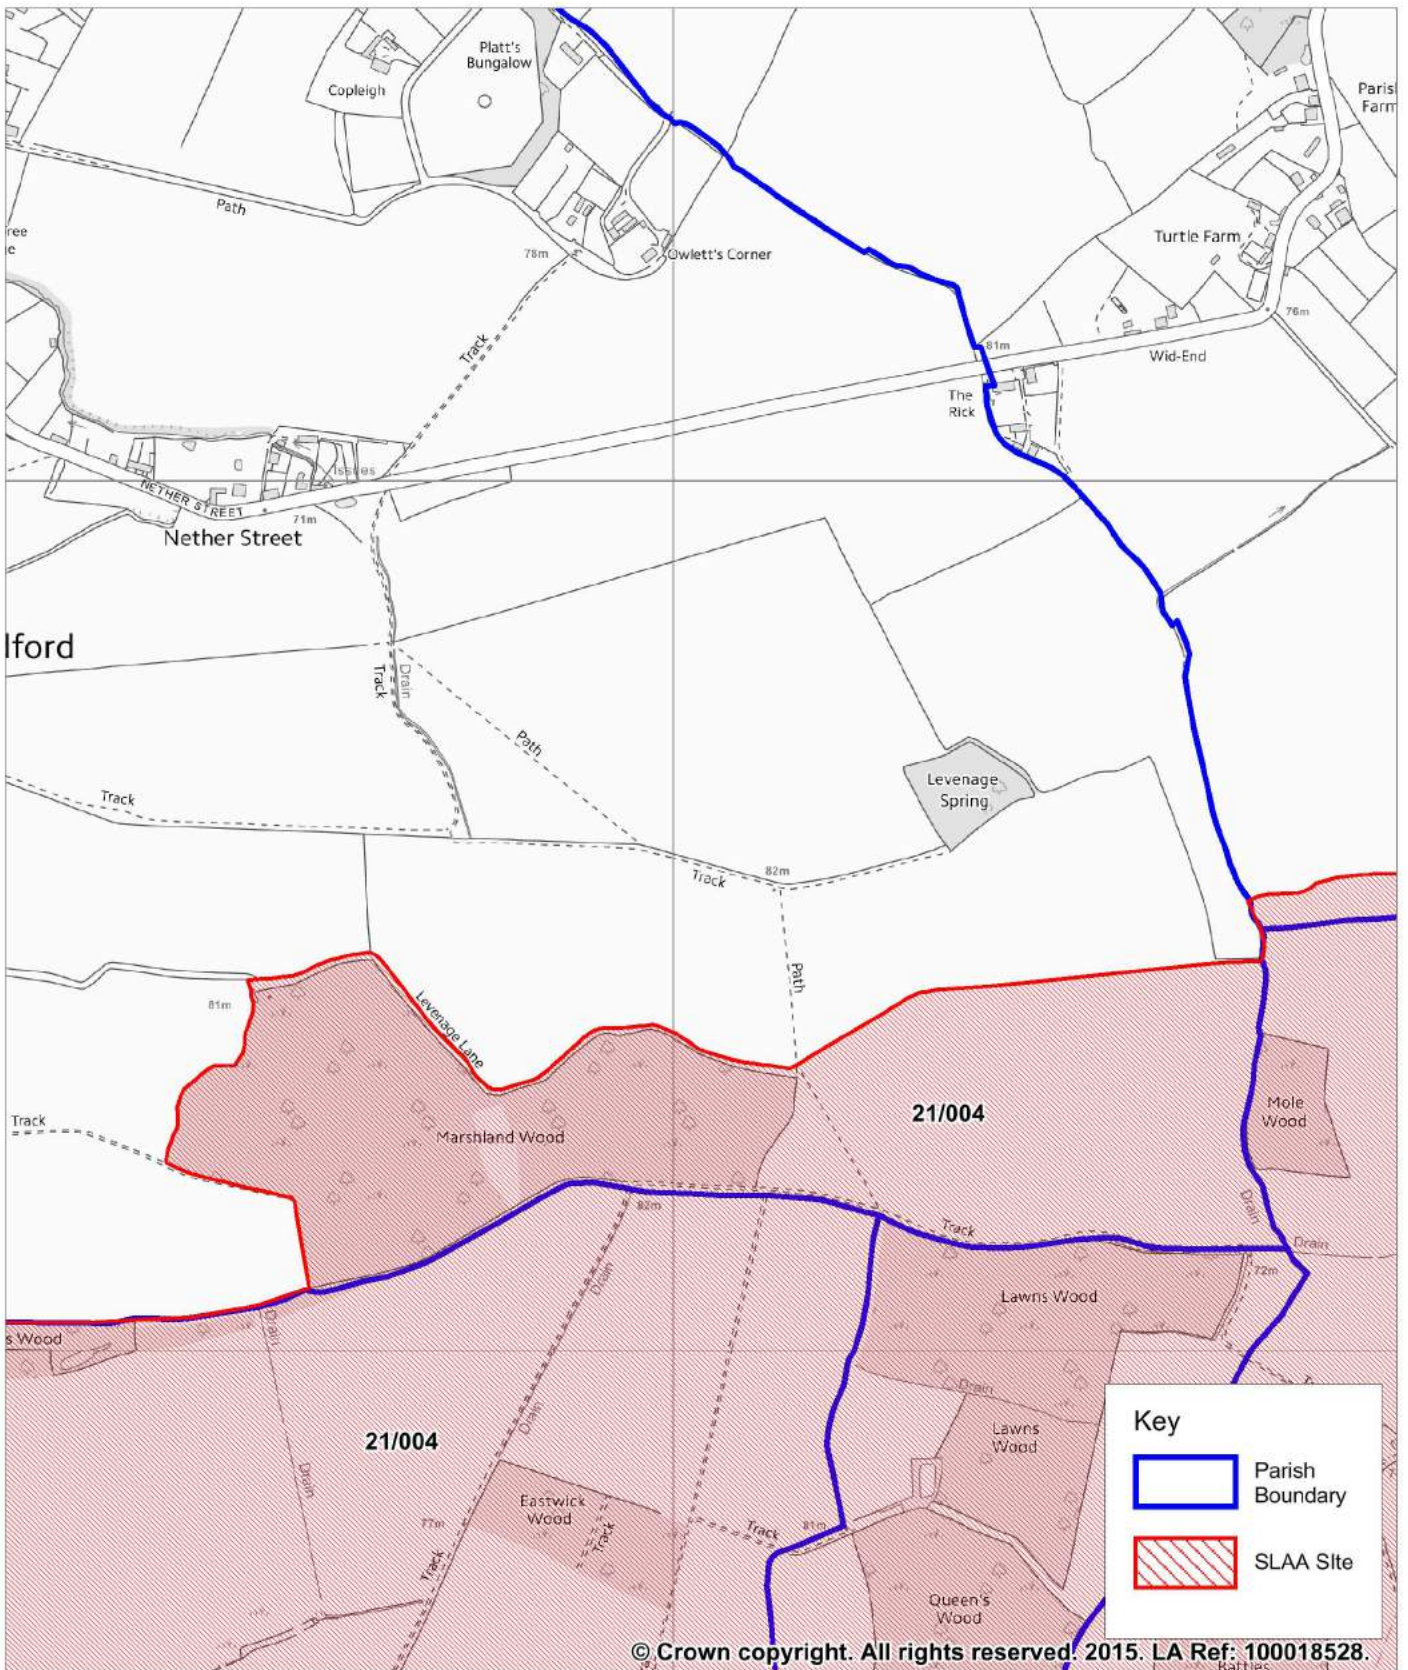 Platt's
Bungalow
Copleigh
Parish
Farm
Path
Turtle Farm
78m
Owlett's Corner
76m
Track
81m
Wid-End
The
Rick
Issues
NETHER STREET
71m
Nether Street
lford
Track
Drain
Path
Levenage
Spring
Track
82m
Track
Path
81m
Levenage Lane
21/004
Mole
Wood
Track
Marshland Wood
82m
Drain
Track
Drain
Drain
72m
Lawns Wood
s Wood
Drain
Drain
Drain
21/004
Lawns
Wood
Drain
Drain
Eastwick
Wood
77m
Track
Track
Track
81m
Queen's
Wood
Key
Parish
Boundary
SLAA SIte
© Crown copyright. All rights reserved. 2015. LA Ref: 100018528.